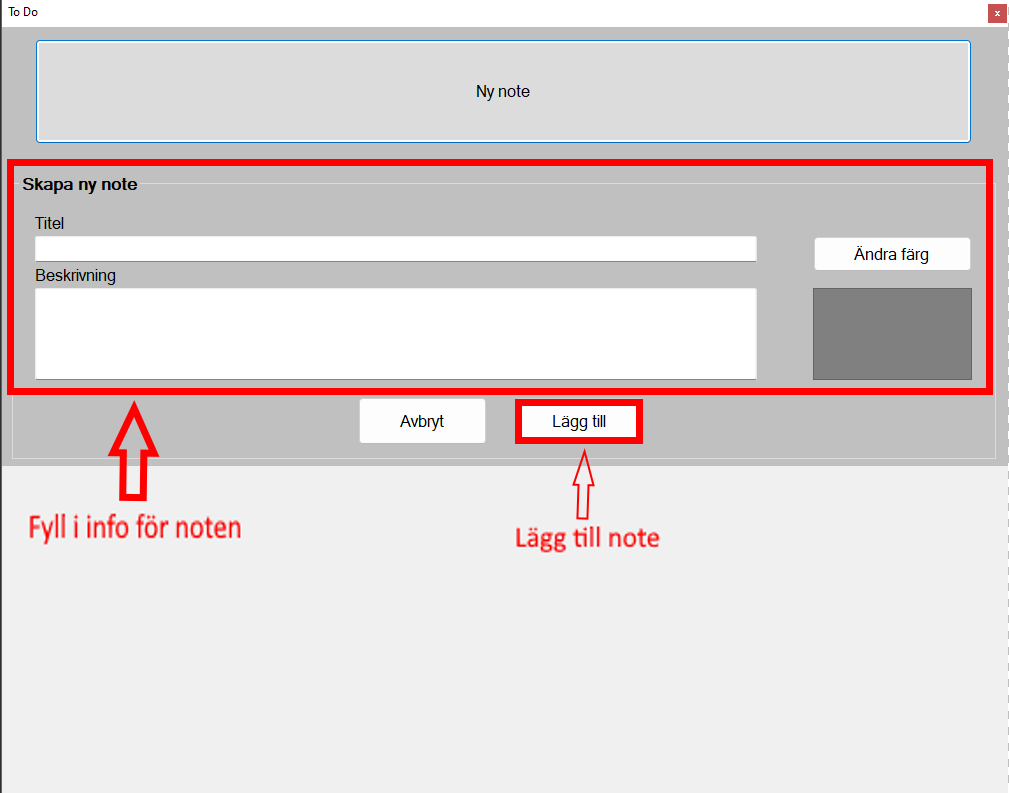 To Do
x
Ny note
Skapa ny note
Titel
Ändra färg
Beskrivning
Avbryt
Lägg till
Fyll i info för noten
Lägg till note